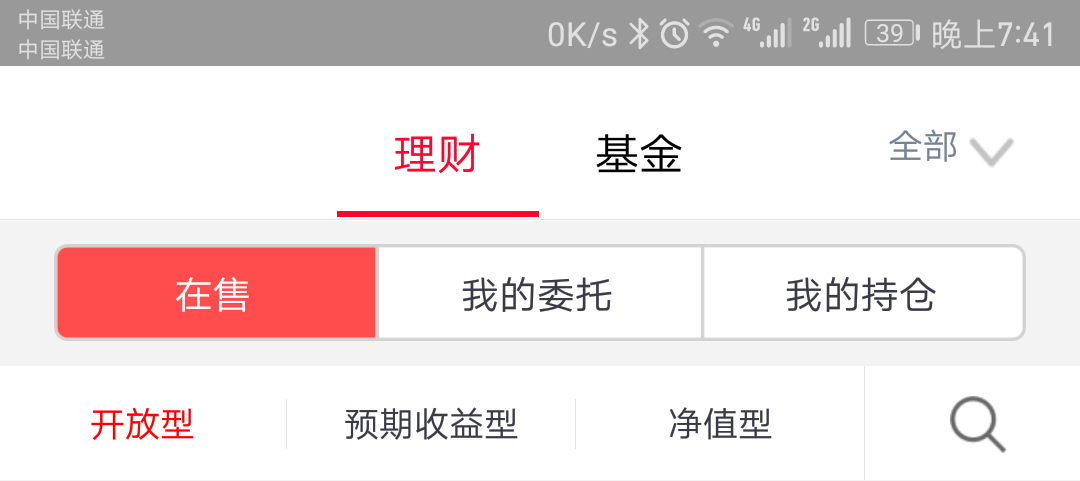 中国联通
中国联通
0K/s 4G 2G 39 晚上7:41
理财 基金 全部
在售 我的委托 我的持仓
开放型 预期收益型 净值型